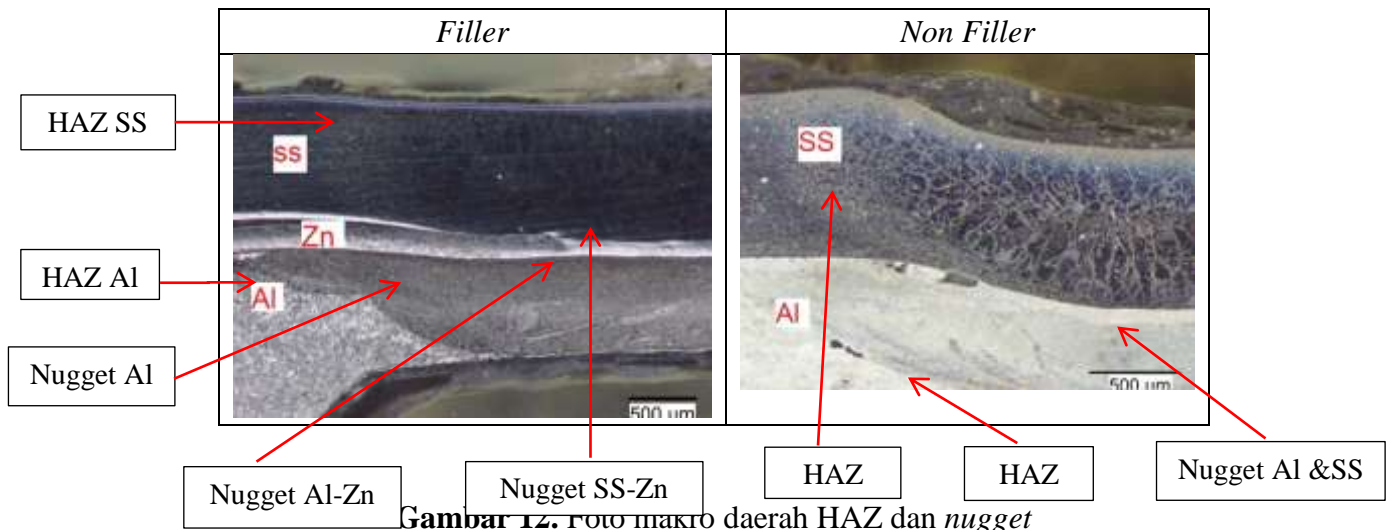 Filler
Non Filler
HAZ SS
SS
SS
Zn
HAZ Al
Al
Al
Nugget Al
500 µm
500 µm
Nugget Al-Zn
Nugget SS-Zn
HAZ
HAZ
Nugget Al &SS
Gambar 12. Foto makro daerah HAZ dan nugget